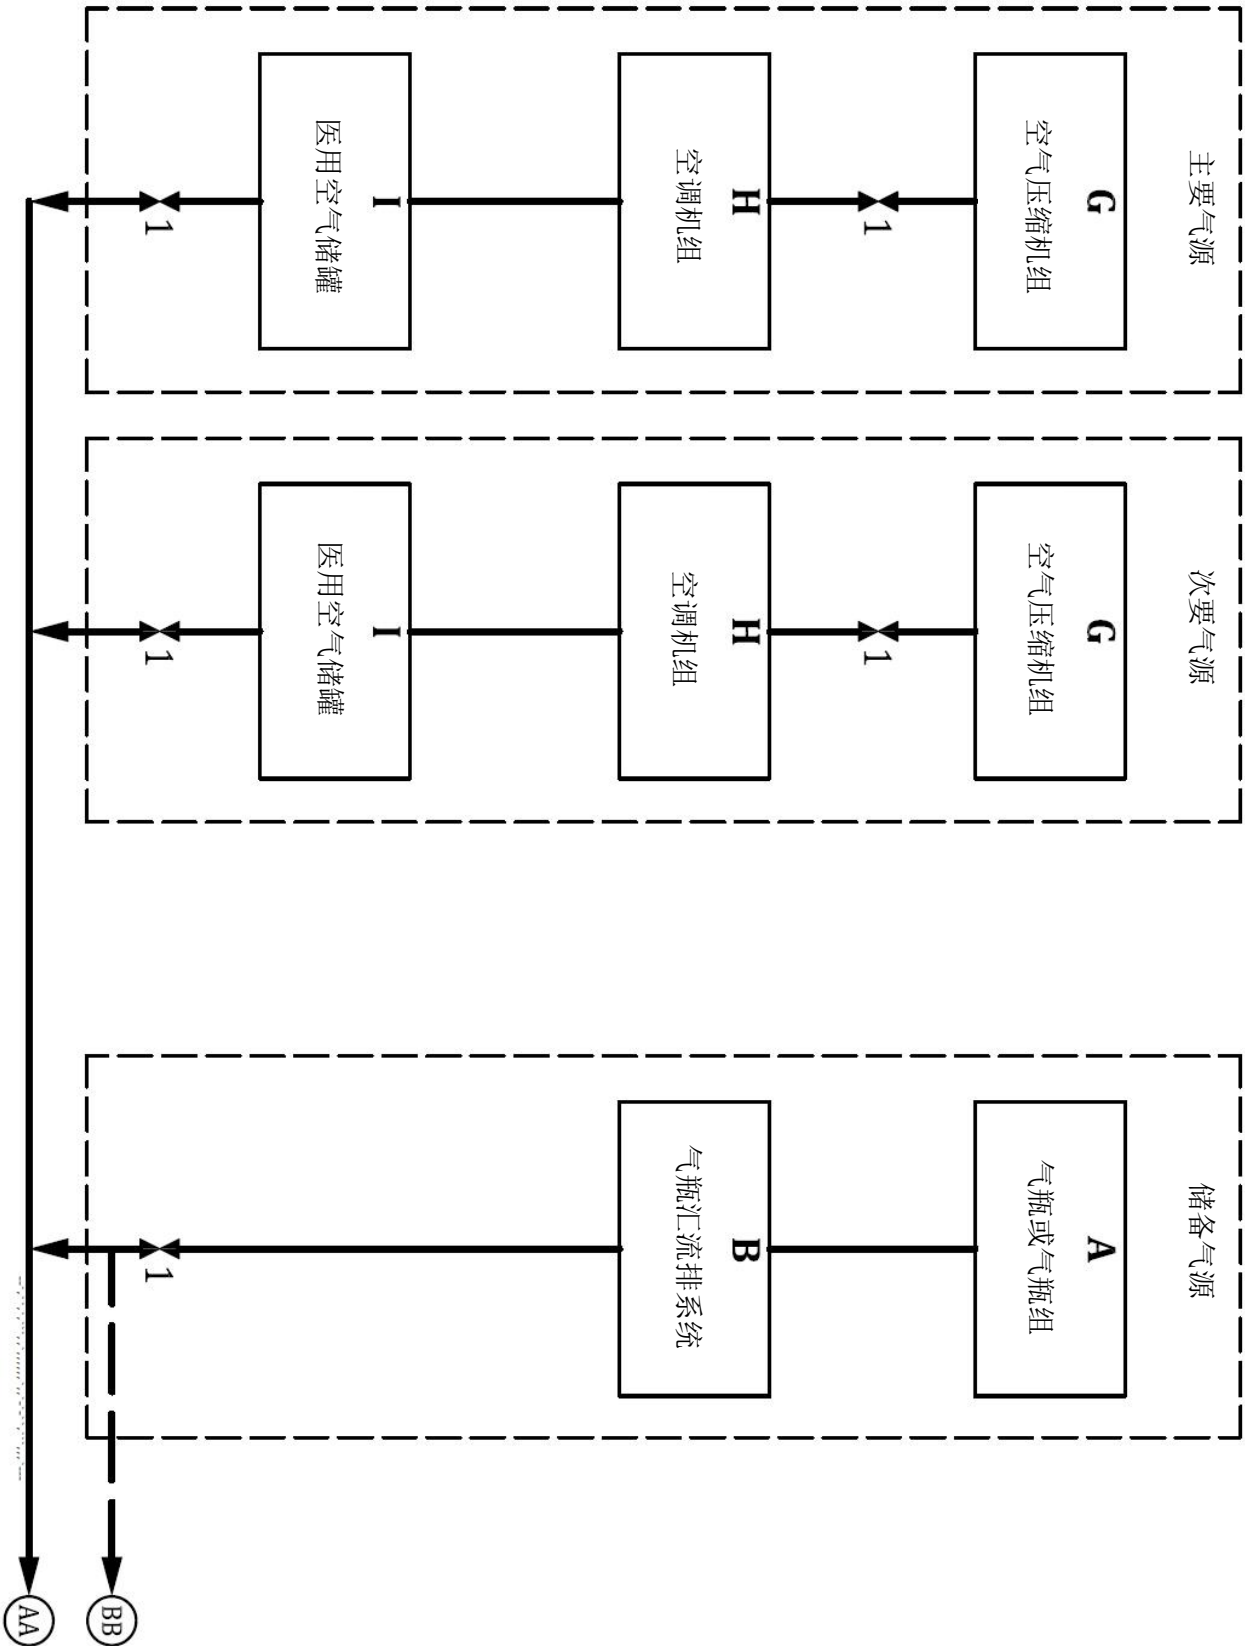 主要气源
G
空气压缩机组
1
H
空调机组
I
医用空气储罐
1
次要气源
G
空气压缩机组
1
H
空调机组
I
医用空气储罐
1
储备气源
A
气瓶或气瓶组
B
气瓶汇流排系统
1
BB
AA